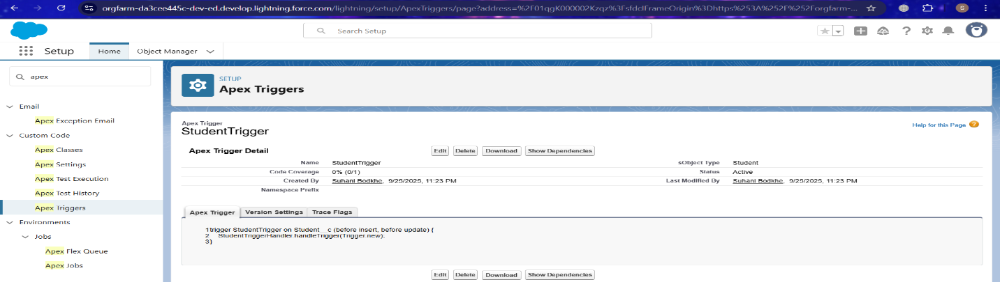 orgfarm-da3cee445c-dev-ed.develop.lightning.force.com/lightning/setup/ApexTriggers/page?address=%2F01qgK000002Kzqz%3FsfdcIFrameOrigin%3Dhttps%253A%252F%252Forgfarm-...
S
Search Setup
Setup
Home
Object Manager
apex
SETUP
Apex Triggers
Email
Apex Exception Email
Custom Code
Apex Classes
Apex Settings
Apex Test Execution
Apex Test History
Apex Triggers
Environments
Jobs
Apex Flex Queue
Apex Jobs
Apex Trigger
StudentTrigger
Help for this Page
Apex Trigger Detail
Edit Delete Download Show Dependencies
Name StudentTrigger sObject Type Student
Code Coverage 0% (0/1) Status Active
Created By Suhani Bodkhe, 9/25/2025, 11:23 PM Last Modified By Suhani Bodkhe, 9/25/2025, 11:23 PM
Namespace Prefix
Apex Trigger Version Settings Trace Flags
1trigger StudentTrigger on Student__c (before insert, before update) {
2 StudentTriggerHandler.handleTrigger(Trigger.new);
3}
Edit Delete Download Show Dependencies